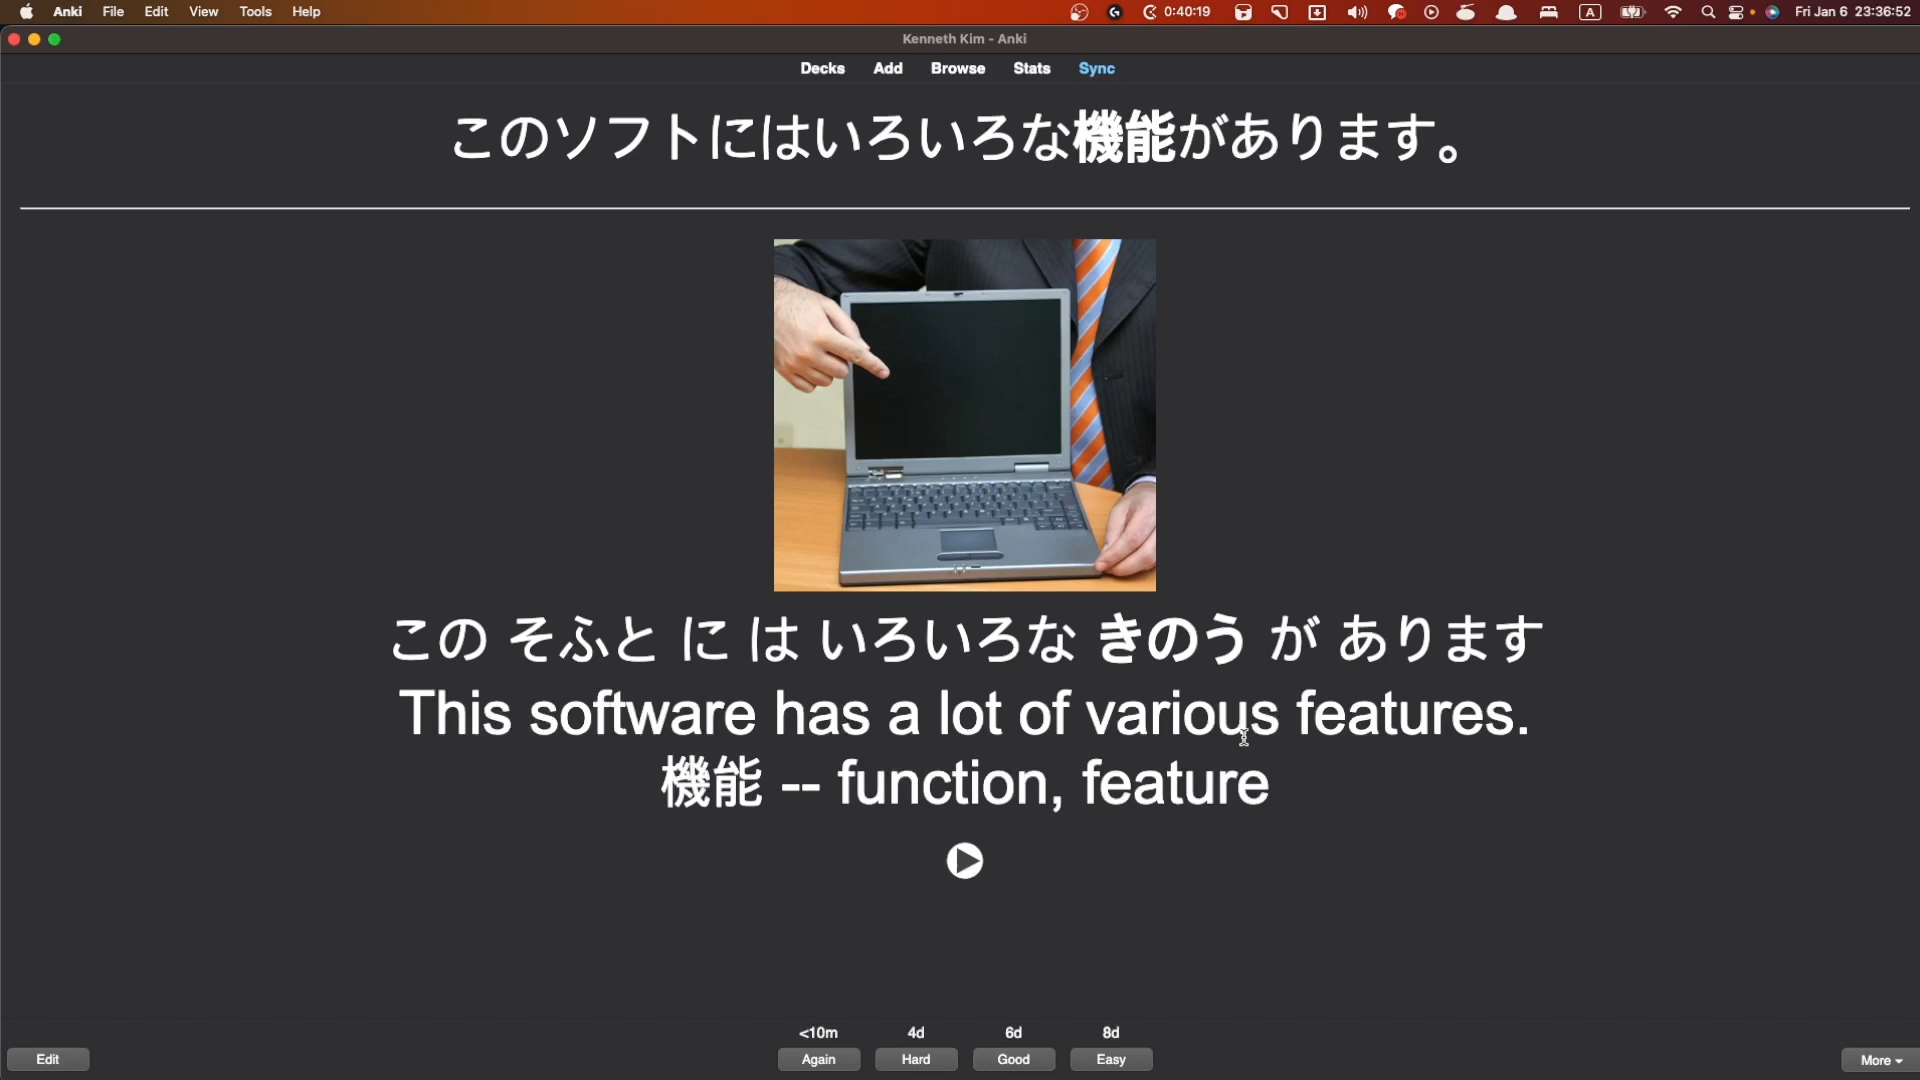 Anki File Edit View Tools Help 0:40:19 A Fri Jan 6 23:36:52
Kenneth Kim - Anki
Decks Add Browse Stats Sync
このソフトにはいろいろな機能があります。
この そふと に は いろいろな きのう が あります
This software has a lot of various features.
機能 -- function, feature
<10m 4d 6d 8d
Edit Again Hard Good Easy More